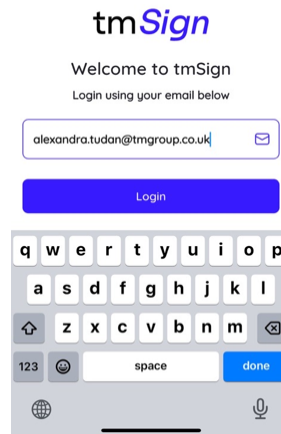 tmSign
Welcome to tmSign
Login using your email below
alexandra.tudan@tmgroup.co.uk
Login
q w e r t y u i o p
a s d f g h j k l
z x c v b n m
123 space done